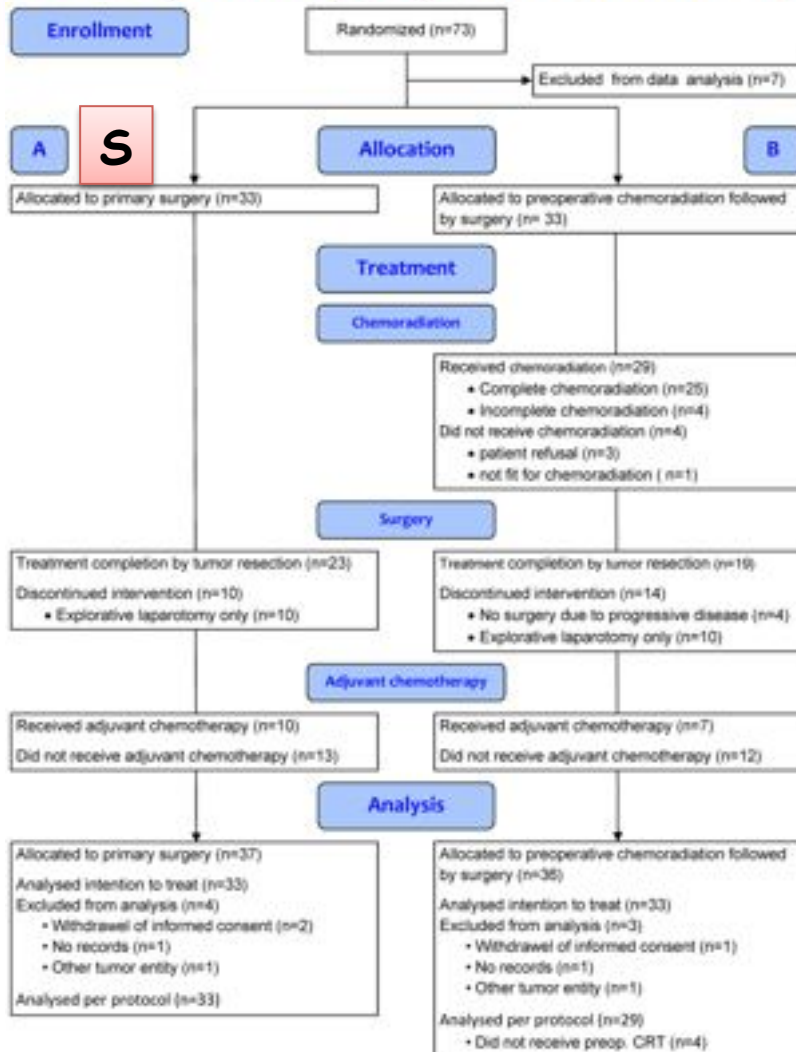 Enrollment
Randomized (n=73)
Excluded from data analysis (n=7)
A
S
Allocation
B
Allocated to primary surgery (n=33)
Allocated to preoperative chemoradiation followed
by surgery (n= 33)
Treatment
Chemoradiation
Received chemoradiation (n=29)
• Complete chemoradiation (n=25)
• Incomplete chemoradiation (n=4)
Did not receive chemoradiation (n=4)
• patient refusal (n=3)
• not fit for chemoradiation ( n=1)
Surgery
Treatment completion by tumor resection (n=23)
Discontinued intervention (n=10)
• Explorative laparotomy only (n=10)
Treatment completion by tumor resection (n=19)
Discontinued intervention (n=14)
• No surgery due to progressive disease (n=4)
• Explorative laparotomy only (n=10)
Adjuvant chemotherapy
Received adjuvant chemotherapy (n=10)
Did not receive adjuvant chemotherapy (n=13)
Received adjuvant chemotherapy (n=7)
Did not receive adjuvant chemotherapy (n=12)
Analysis
Allocated to primary surgery (n=37)
Analysed intention to treat (n=33)
Excluded from analysis (n=4)
• Withdrawel of informed consent (n=2)
• No records (n=1)
• Other tumor entity (n=1)
Analysed per protocol (n=33)
Allocated to preoperative chemoradiation followed
by surgery (n=36)
Analysed intention to treat (n=33)
Excluded from analysis (n=3)
• Withdrawel of informed consent (n=1)
• No records (n=1)
• Other tumor entity (n=1)
Analysed per protocol (n=29)
• Did not receive preop. CRT (n=4)